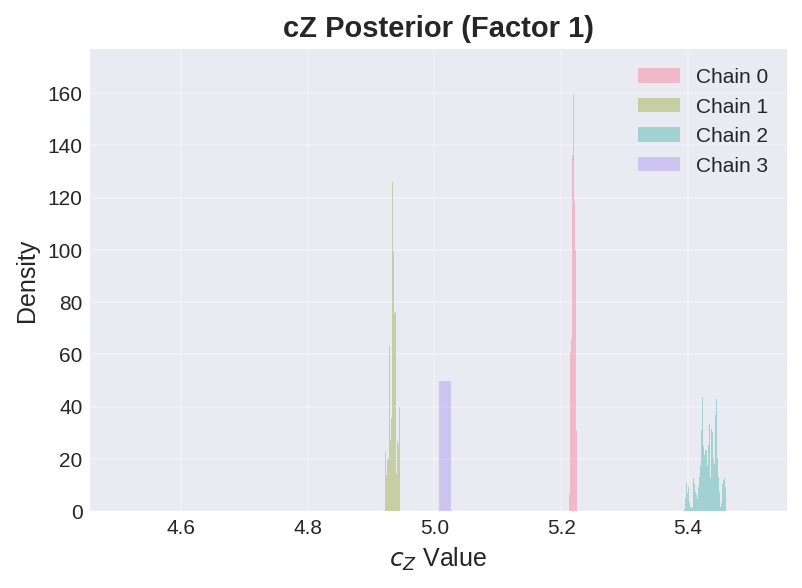 cZ Posterior (Factor 1)
Chain 0
Chain 1
Chain 2
Chain 3
160
140
120
100
80
60
40
20
0
Density
4.6 4.8 5.0 5.2 5.4
c_Z Value